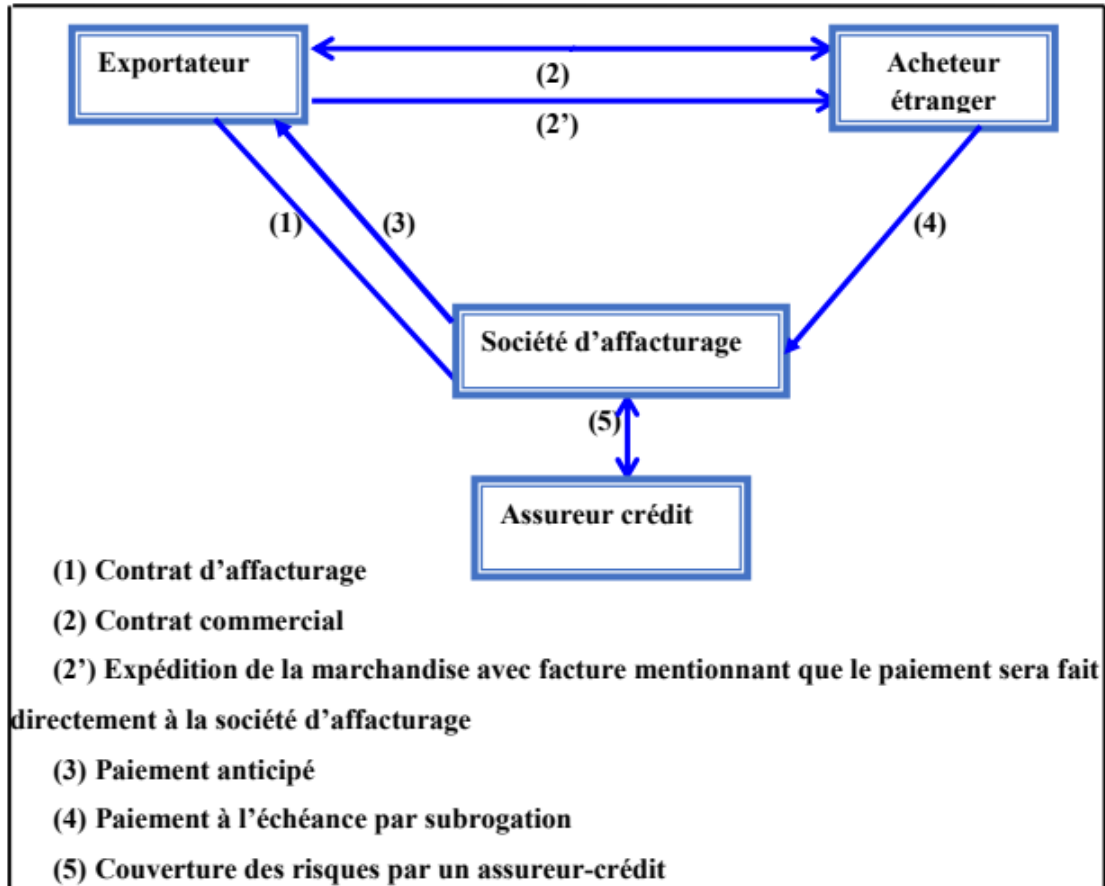 Exportateur
Acheteur
étranger
(2)
(2’)
(1)
(3)
(4)
Société d’affacturage
(5)
Assureur crédit
(1) Contrat d’affacturage
(2) Contrat commercial
(2’) Expédition de la marchandise avec facture mentionnant que le paiement sera fait
directement à la société d’affacturage
(3) Paiement anticipé
(4) Paiement à l’échéance par subrogation
(5) Couverture des risques par un assureur-crédit